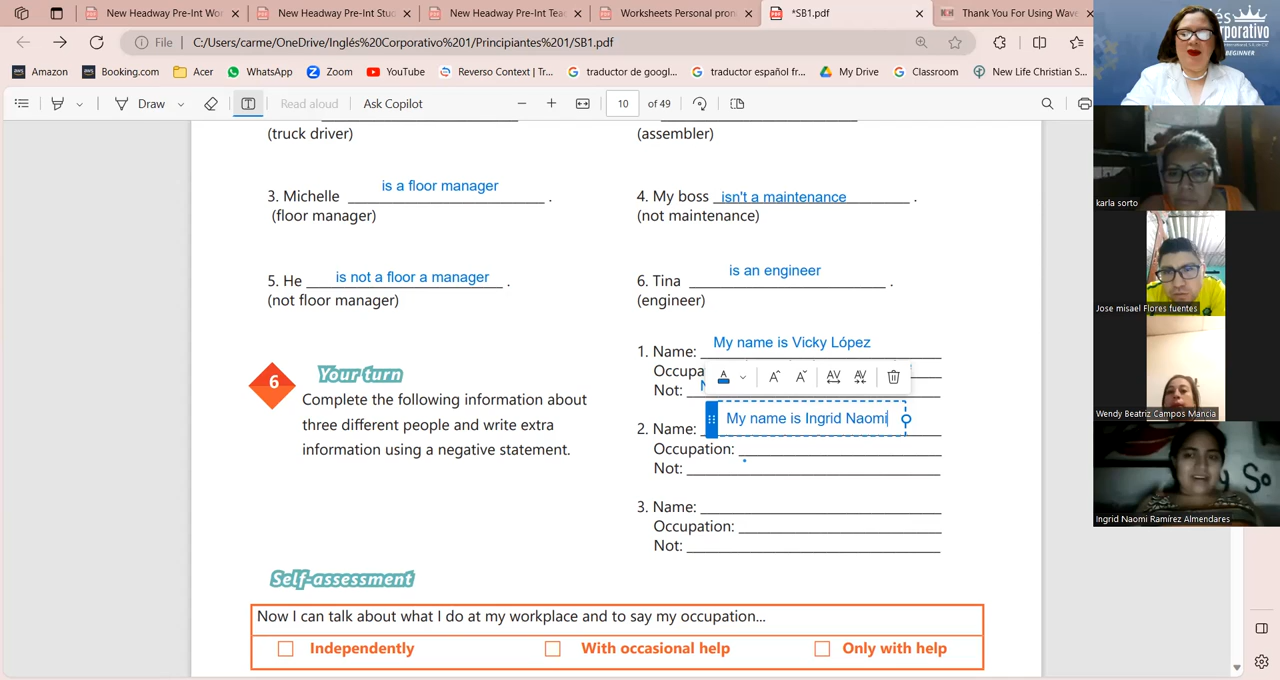 New Headway Pre-Int Wor
New Headway Pre-Int Stu
New Headway Pre-Int Tea
Worksheets Personal pron
*SB1.pdf
Thank You For Using Wav
File
C:/Users/carme/OneDrive/Inglés%20Corporativo%201/Principiantes%201/SB1.pdf
Amazon
Booking.com
Acer
WhatsApp
Zoom
YouTube
Reverso Context | Tr...
traductor de googl...
traductor español fr...
My Drive
Classroom
New Life Christian S...
Draw
Read aloud
Ask Copilot
10 of 49
(truck driver)
(assembler)
3. Michelle is a floor manager .
(floor manager)
4. My boss isn't a maintenance .
(not maintenance)
5. He is not a floor a manager .
(not floor manager)
6. Tina is an engineer .
(engineer)
6
Your turn
Complete the following information about
three different people and write extra
information using a negative statement.
1. Name: My name is Vicky López
Occupa
Not:
2. Name: My name is Ingrid Naomi
Occupation:
Not:
3. Name:
Occupation:
Not:
Self-assessment
Now I can talk about what I do at my workplace and to say my occupation...
Independently
With occasional help
Only with help
BEGINNER
karla sorto
Jose misael Flores fuentes
Wendy Beatriz Campos Mancia
Ingrid Naomi Ramírez Almendares